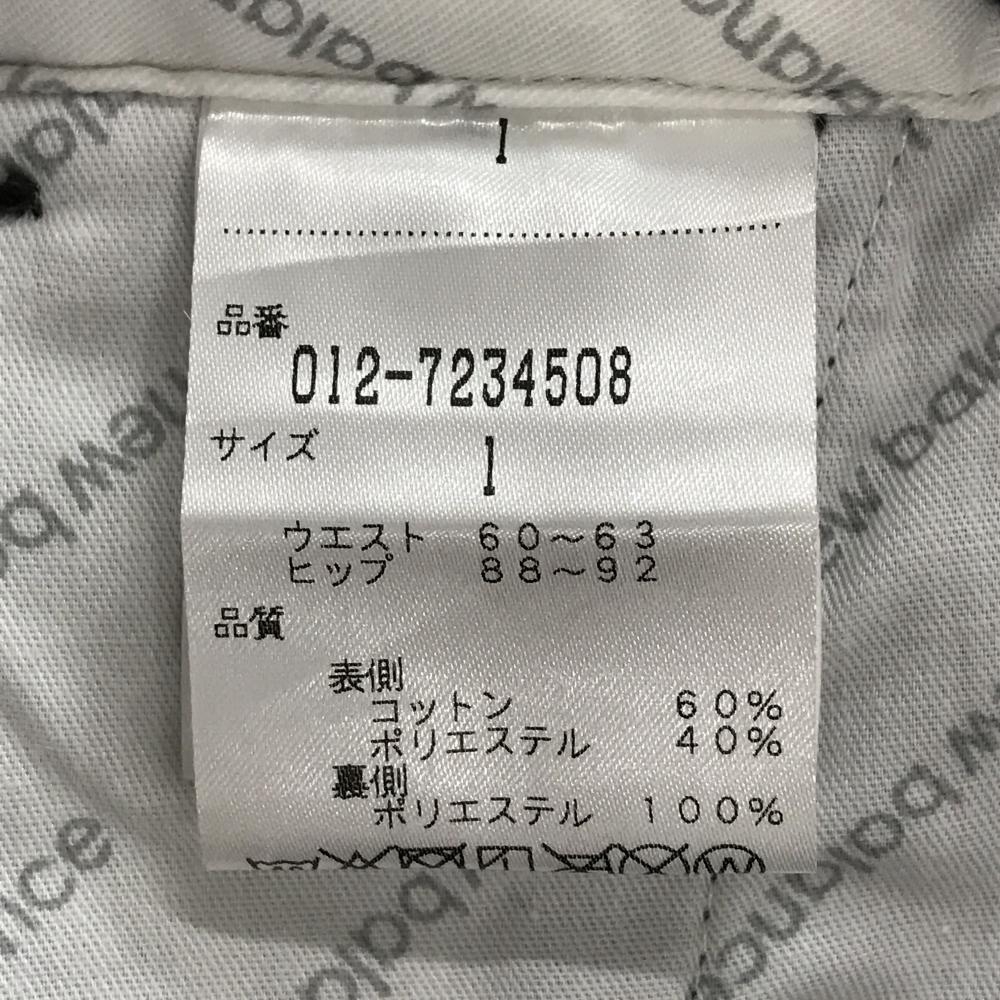 1
品番
012-7234508
サイズ
1
ウエスト 60〜63
ヒップ 88〜92
品質
表側
コットン 60%
ポリエステル 40%
裏側
ポリエステル 100%
new balance